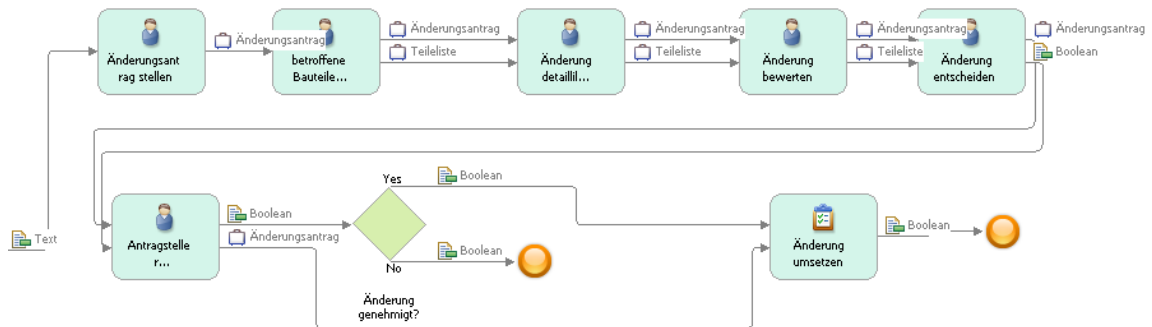 Änderungsant
rag stellen
Änderungsantrag
betroffene
Bauteile...
Änderungsantrag
Teileliste
Änderung
detaillil...
Änderungsantrag
Teileliste
Änderung
bewerten
Änderungsantrag
Teileliste
Änderung
entscheiden
Änderungsantrag
Boolean
Text
Antragstelle
r...
Boolean
Änderungsantrag
Yes
Boolean
No
Boolean
Änderung
genehmigt?
Änderung
umsetzen
Boolean